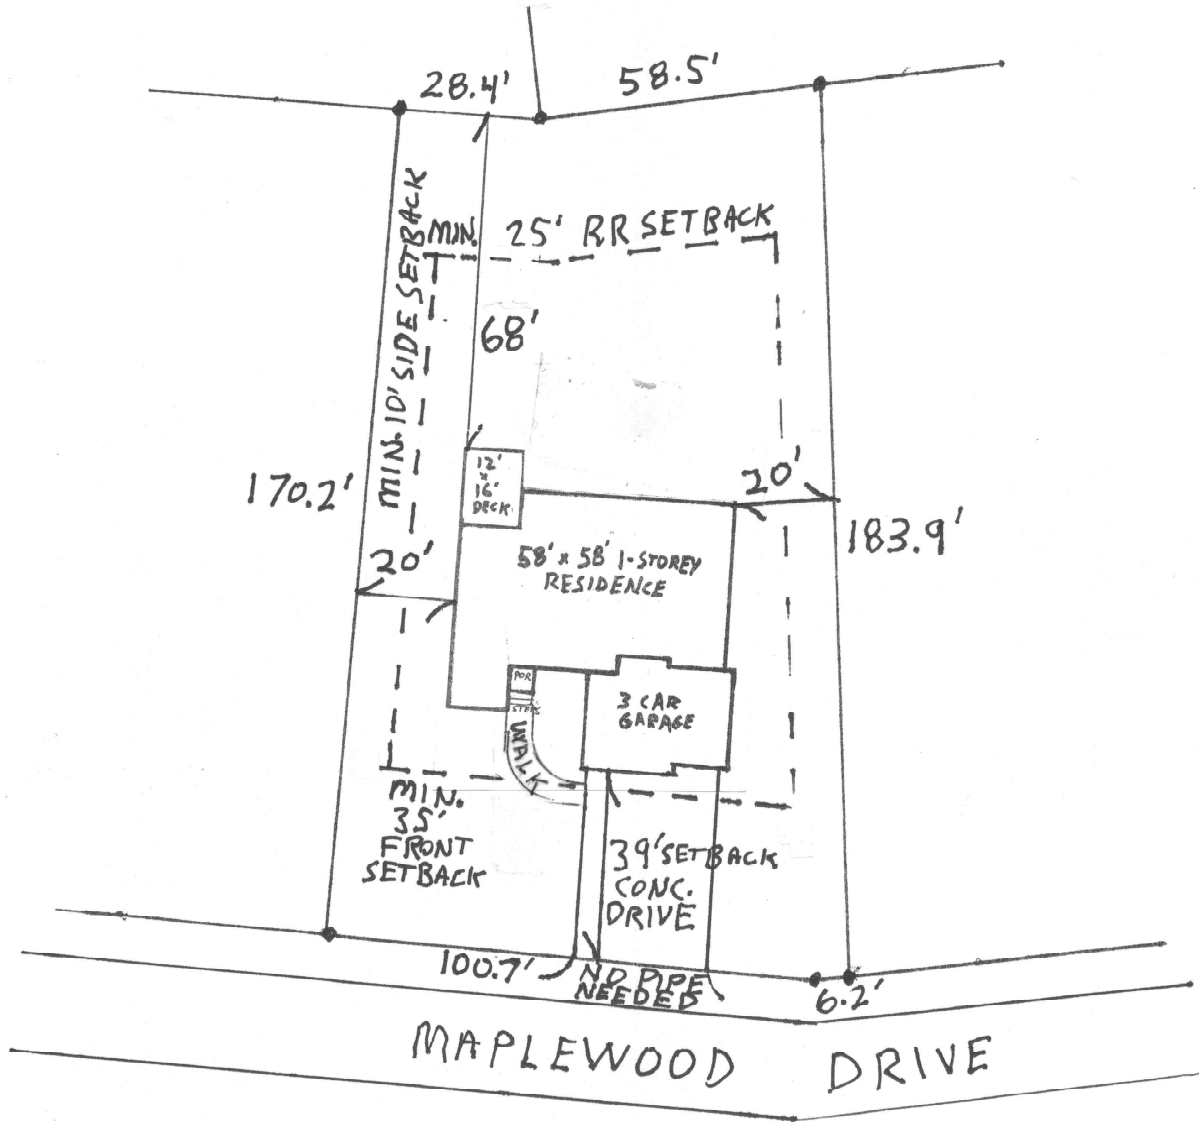 28.4'
58.5'
MIN. 25' RR SETBACK
MIN. 10' SIDE SETBACK
68'
12'
x
16'
DECK
20'
170.2'
183.9'
20'
58' x 58' 1-STOREY
RESIDENCE
POR
STEPS
3 CAR
GARAGE
WALK
MIN.
35'
FRONT
SETBACK
39' SETBACK
CONC.
DRIVE
100.7'
NO PIPE
NEEDED
6.2'
MAPLEWOOD DRIVE